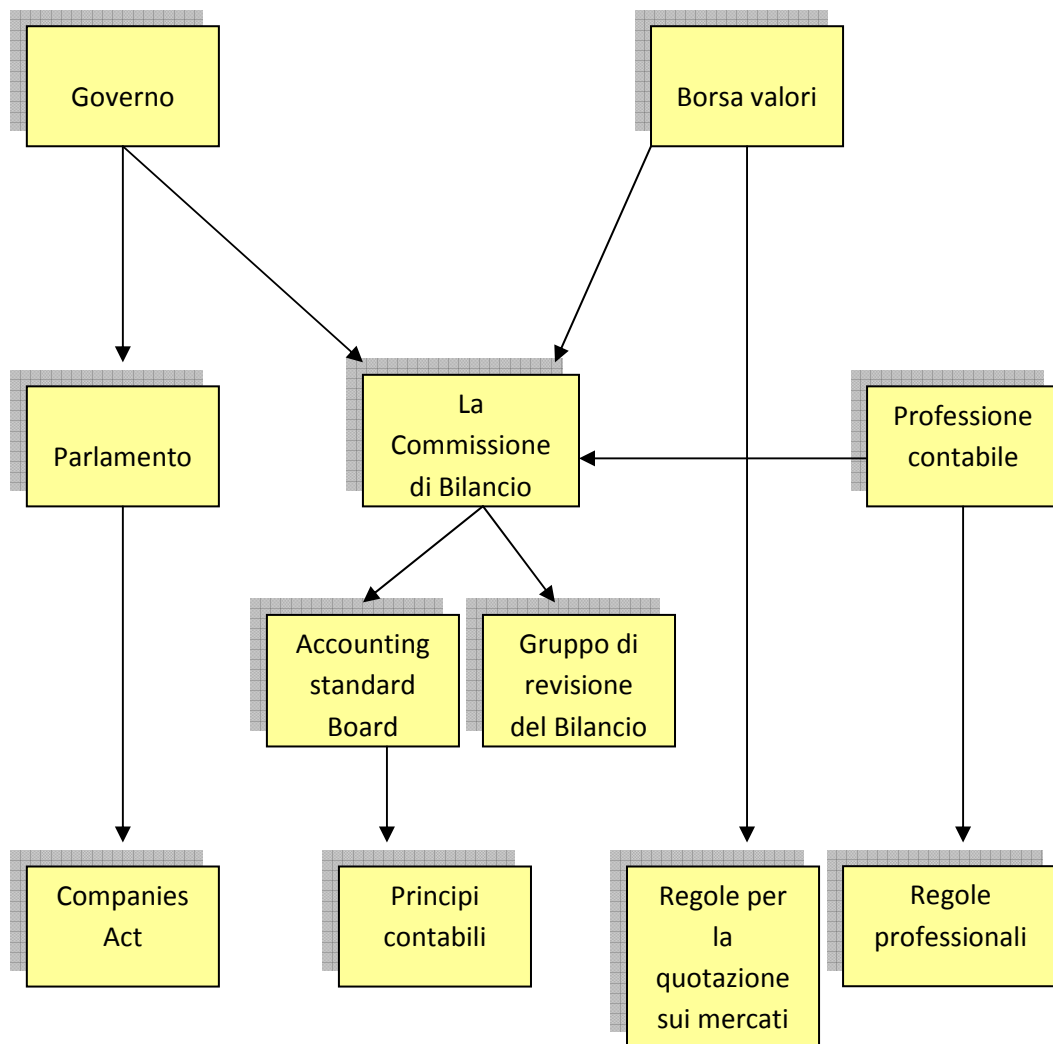 Governo
Borsa valori
Parlamento
La
Commissione
di Bilancio
Professione
contabile
Accounting
standard
Board
Gruppo di
revisione
del Bilancio
Companies
Act
Principi
contabili
Regole per
la
quotazione
sui mercati
Regole
professionali